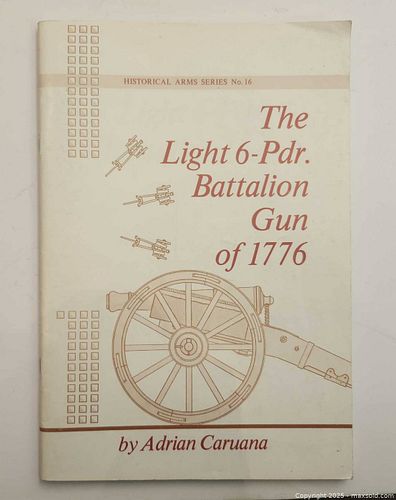 HISTORICAL ARMS SERIES No. 16
The
Light 6-Pdr.
Battalion
Gun
of 1776
by Adrian Caruana
Copyright 2025 - maxsold.com